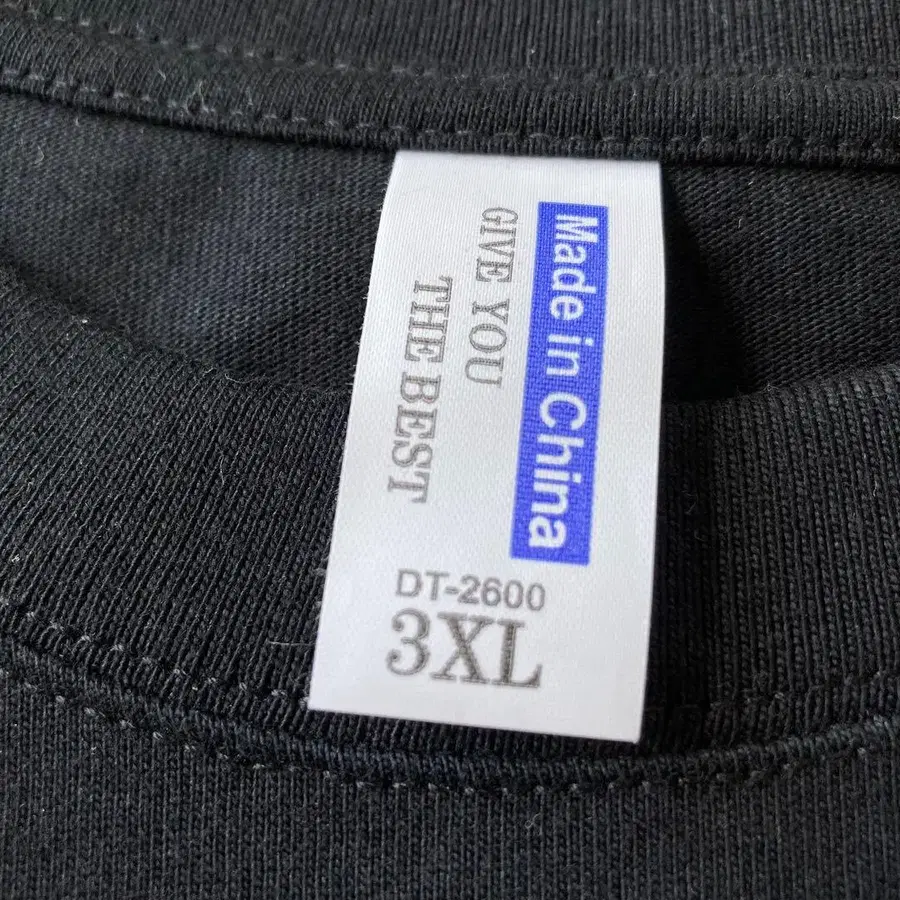 Made in China
GIVE YOU
THE BEST
DT-2600
3XL